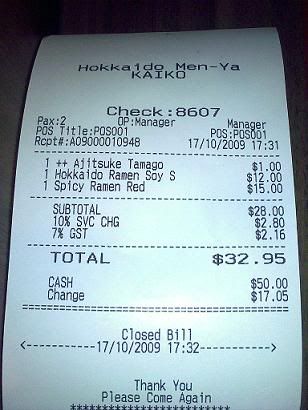 Hokkaido Men-Ya
KAIKO
Check:8607
Pax:2 OP:Manager Manager
POS Title:POS001 POS:POS001
Rcpt#:A09000010948 17/10/2009 17:31
1 ++ Ajitsuke Tamago $1.00
1 Hokkaido Ramen Soy S $12.00
1 Spicy Ramen Red $15.00
SUBTOTAL $28.00
10% SVC CHG $2.80
7% GST $2.16
TOTAL $32.95
CASH $50.00
Change $17.05
Closed Bill
<-----------17/10/2009 17:32----------->
Thank You
Please Come Again